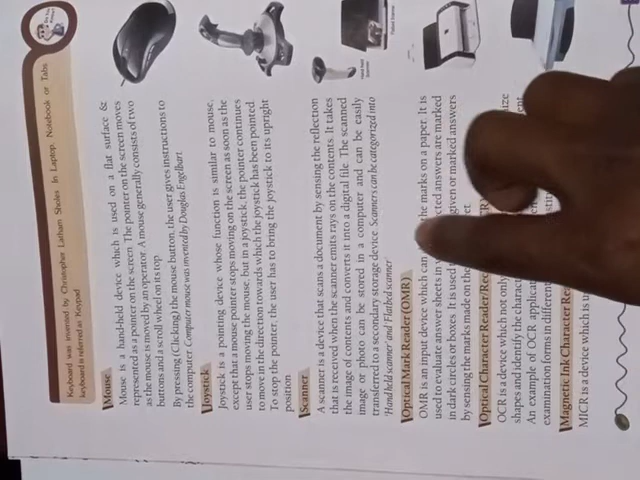 Keyboard was invented by Christopher Latham Sholes. In Laptop, Notebook or Tabs
keyboard is referred as Keypad
Do You Know?
Mouse
Mouse is a hand-held device which is used on a flat surface &
represented as a pointer on the screen. The pointer on the screen moves
as the mouse is moved by an operator. A mouse generally consists of two
buttons and a scroll wheel on its top
By pressing (Clicking) the mouse button, the user gives instructions to
the computer. Computer mouse was invented by Douglas Engelbart
Joystick
Joystick is a pointing device whose function is similar to mouse,
except that a mouse pointer stops moving on the screen as soon as the
user stops moving the mouse, but in a joystick, the pointer continues
to move in the direction towards which the joystick has been pointed.
To stop the pointer, the user has to bring the joystick to its upright
position
Scanner
A scanner is a device that scans a document by sensing the reflection
that is received when the scanner emits rays on the contents. It takes
the image of contents and converts it into a digital file. The scanned
image or photo can be stored in a computer and can be easily
transferred to a secondary storage device. Scanners can be categorized into
'Hand held scanner' and 'Flatbed scanner'
Hand held Scanner
Flatbed Scanner
Optical Mark Reader (OMR)
OMR is an input device which can the marks on a paper. It is
used to evaluate answer sheets in answers are marked
in dark circles or boxes. It is used given or marked answers
by sensing the marks made on the
Optical Character Reader/
OCR is a device which not only
shapes and identify the
An example of OCR
examination forms in
Magnetic Ink Character
MICR is a device which is